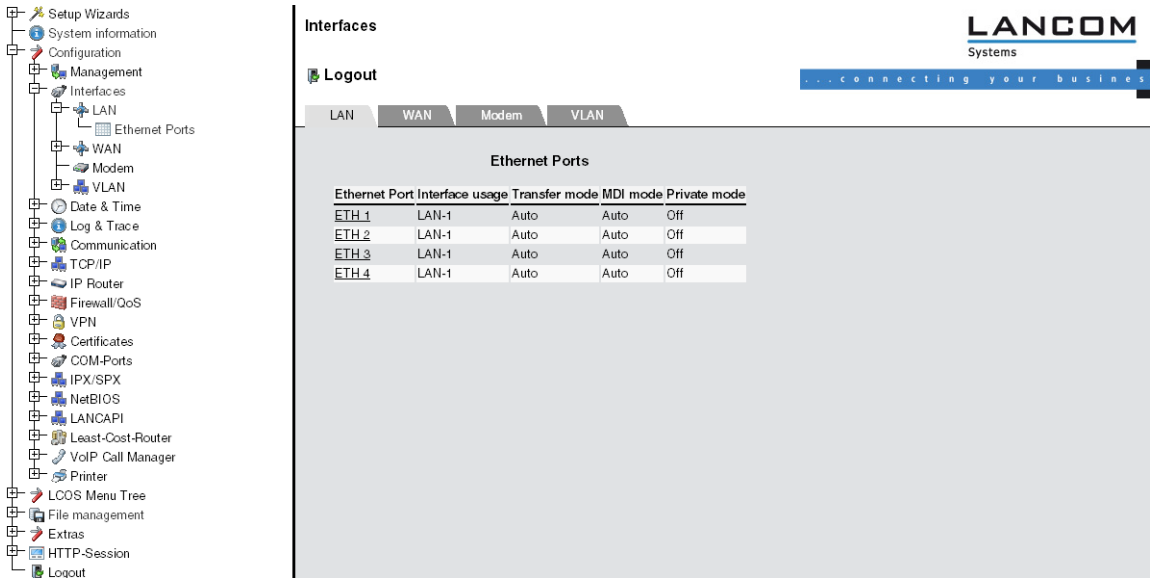 Setup Wizards
System information
Configuration
Management
Interfaces
LAN
Ethernet Ports
WAN
Modem
VLAN
Date & Time
Log & Trace
Communication
TCP/IP
IP Router
Firewall/QoS
VPN
Certificates
COM-Ports
IPX/SPX
NetBIOS
LANCAPI
Least-Cost-Router
VoIP Call Manager
Printer
LCOS Menu Tree
File management
Extras
HTTP-Session
Logout
Interfaces
LANCOM
Systems
Logout
...connecting your busines
LAN WAN Modem VLAN
Ethernet Ports
Ethernet Port Interface usage Transfer mode MDI mode Private mode
ETH 1 LAN-1 Auto Auto Off
ETH 2 LAN-1 Auto Auto Off
ETH 3 LAN-1 Auto Auto Off
ETH 4 LAN-1 Auto Auto Off